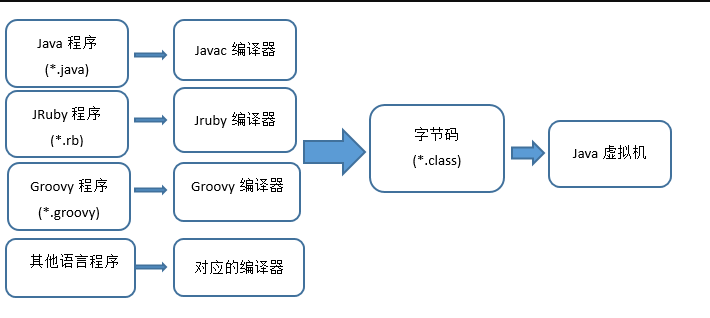 Java 程序
(*.java)
Javac 编译器
JRuby 程序
(*.rb)
Jruby 编译器
Groovy 程序
(*.groovy)
Groovy 编译器
其他语言程序
对应的编译器
字节码
(*.class)
Java 虚拟机